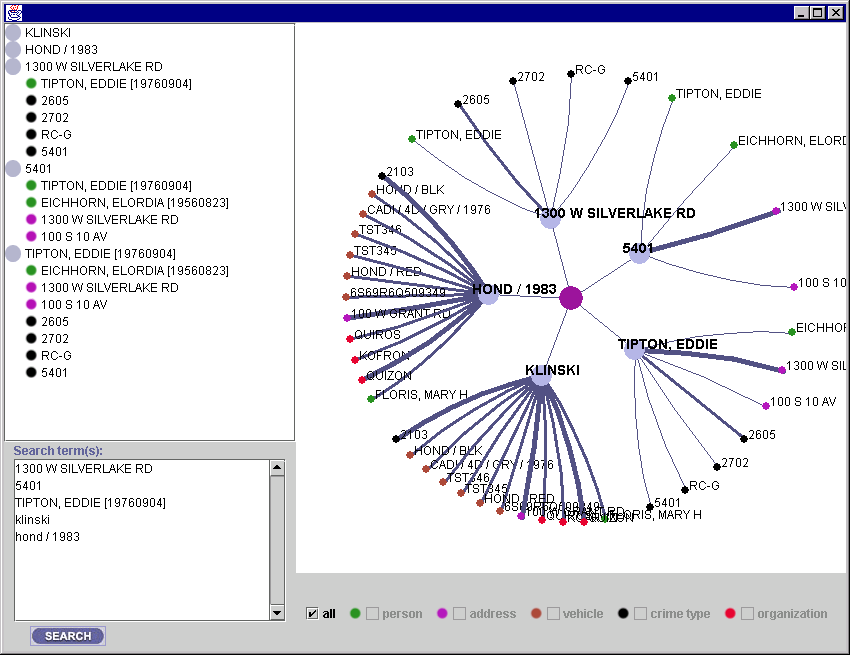 KLINSKI
HOND / 1983
1300 W SILVERLAKE RD
TIPTON, EDDIE [19760904]
2605
2702
RC-G
5401
5401
TIPTON, EDDIE [19760904]
EICHHORN, ELORDIA [19560823]
1300 W SILVERLAKE RD
100 S 10 AV
TIPTON, EDDIE [19760904]
EICHHORN, ELORDIA [19560823]
1300 W SILVERLAKE RD
100 S 10 AV
2605
2702
RC-G
5401
Search term(s):
1300 W SILVERLAKE RD
5401
TIPTON, EDDIE [19760904]
klinski
hond / 1983
SEARCH
RC-G
2702
5401
2605
TIPTON, EDDIE
TIPTON, EDDIE
EICHHORN, ELORD
1300 W SILVERLAKE RD
1300 W SILV
5401
100 S 10
2103
HOND / BLK
CADI / 4D / GRY / 1976
TST346
TST345
HOND / RED
6S69R6Q509349
100 W GRANT RD
QUIROS
KOFRON
QUIZON
FLORIS, MARY H
HOND / 1983
EICHHOR
TIPTON, EDDIE
1300 W SIL
100 S 10 AV
2605
2702
RC-G
5401
KLINSKI
2103
HOND / BLK
CADI / 4D / GRY / 1976
TST346
TST345
HOND / RED
6S69R6Q509349
FLORIS, MARY H
all
person
address
vehicle
crime type
organization